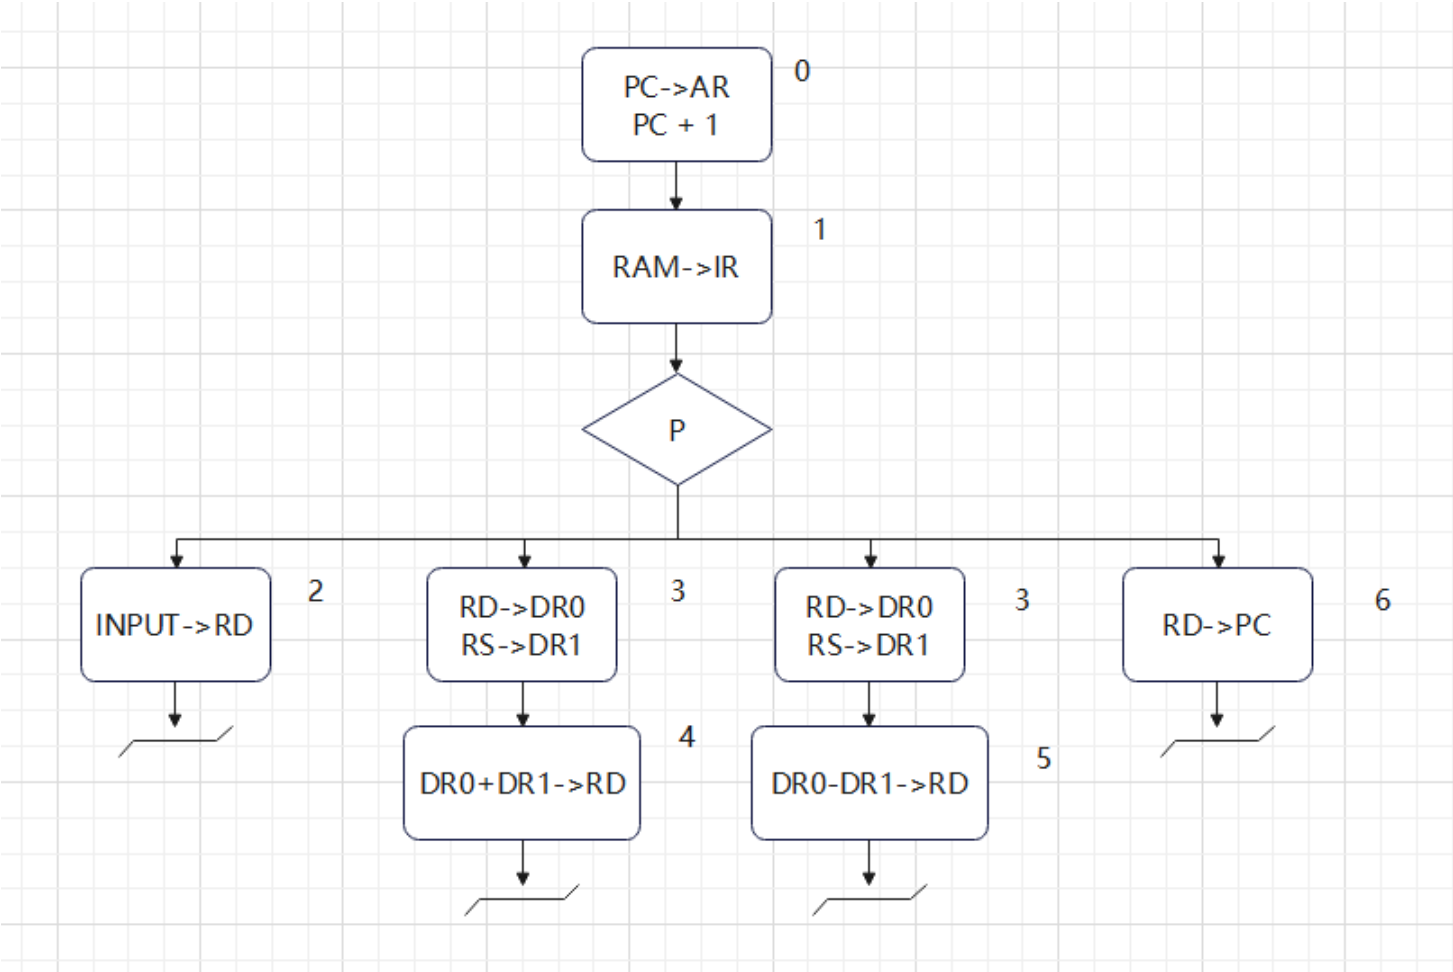 PC->AR
PC + 1
0
RAM->IR
1
P
INPUT->RD
2
RD->DR0
RS->DR1
3
RD->DR0
RS->DR1
3
RD->PC
6
DR0+DR1->RD
4
DR0-DR1->RD
5